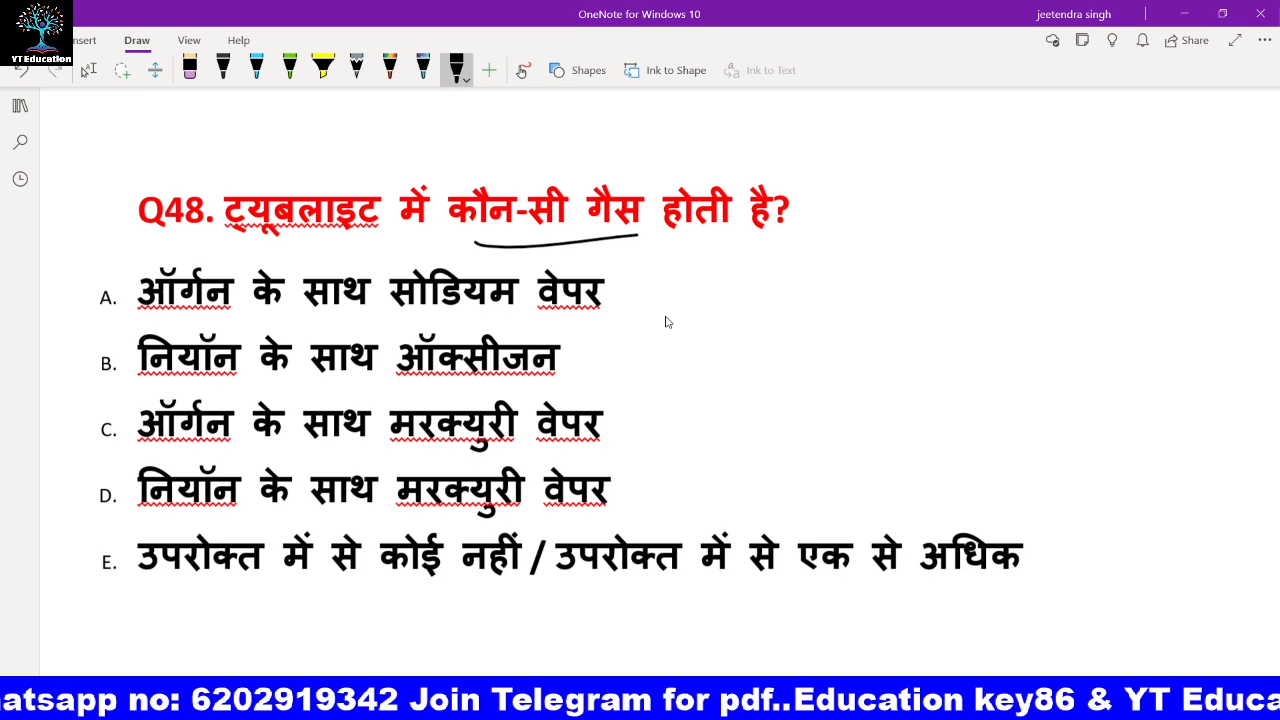 OneNote for Windows 10
jeetendra singh
YT Education
nsert Draw View Help
Share
Shapes Ink to Shape Ink to Text
Q48. ट्यूबलाइट में कौन-सी गैस होती है?
A. ऑर्गन के साथ सोडियम वेपर
B. नियॉन के साथ ऑक्सीजन
C. ऑर्गन के साथ मरक्युरी वेपर
D. नियॉन के साथ मरक्युरी वेपर
E. उपरोक्त में से कोई नहीं / उपरोक्त में से एक से अधिक
hatsapp no: 6202919342 Join Telegram for pdf..Education key86 & YT Educa